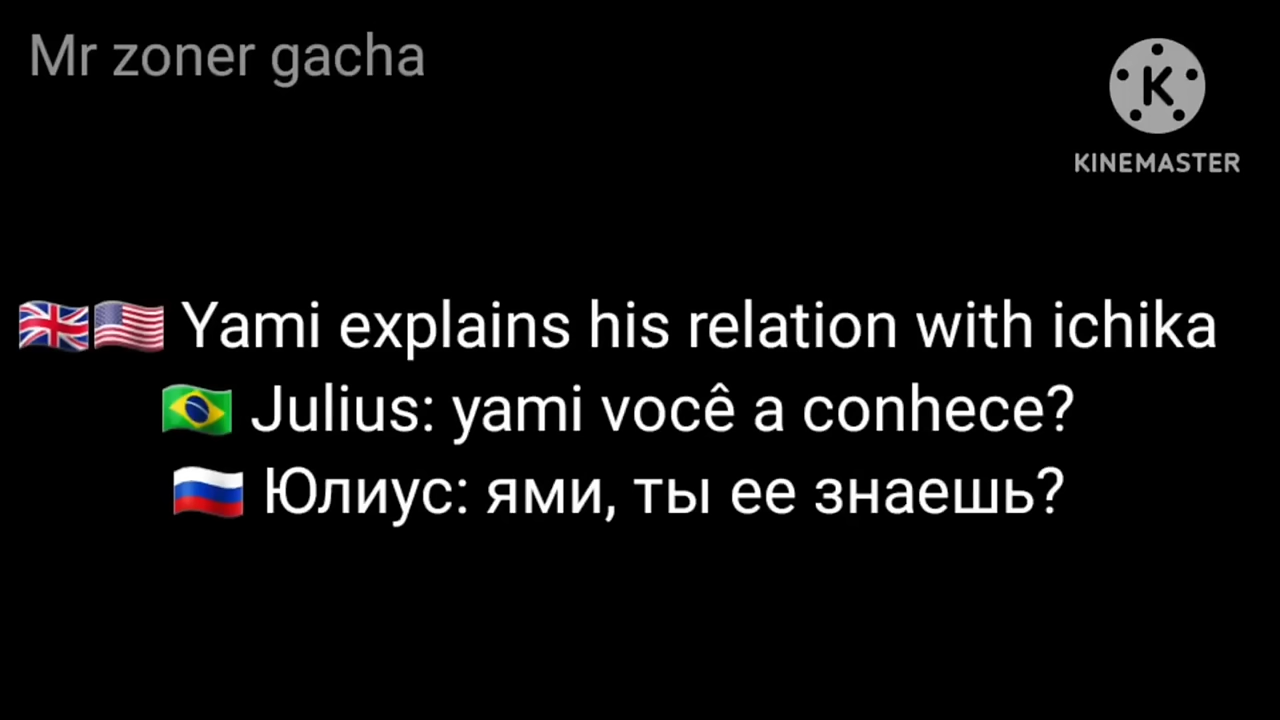 Mr zoner gacha
K
KINEMASTER
🇬🇧🇺🇸 Yami explains his relation with ichika
🇧🇷 Julius: yami você a conhece?
🇷🇺 Юлиус: ями, ты ее знаешь?